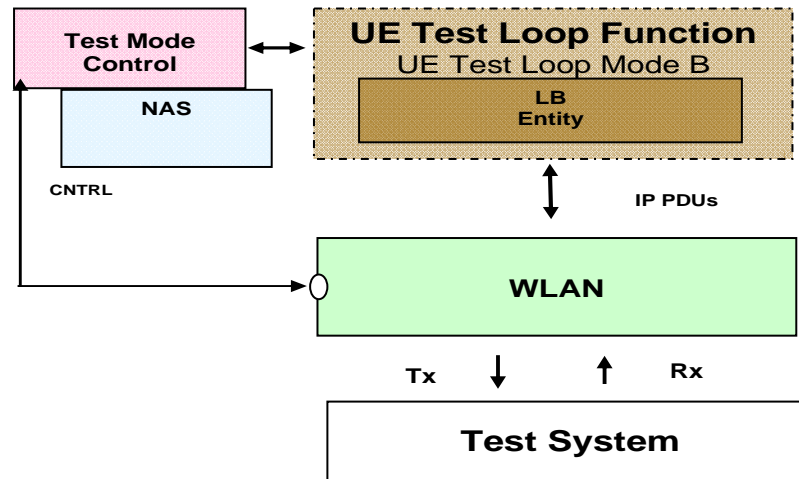 Test Mode
Control
UE Test Loop Function
UE Test Loop Mode B
NAS
LB
Entity
CNTRL
IP PDUs
WLAN
Tx
Rx
Test System